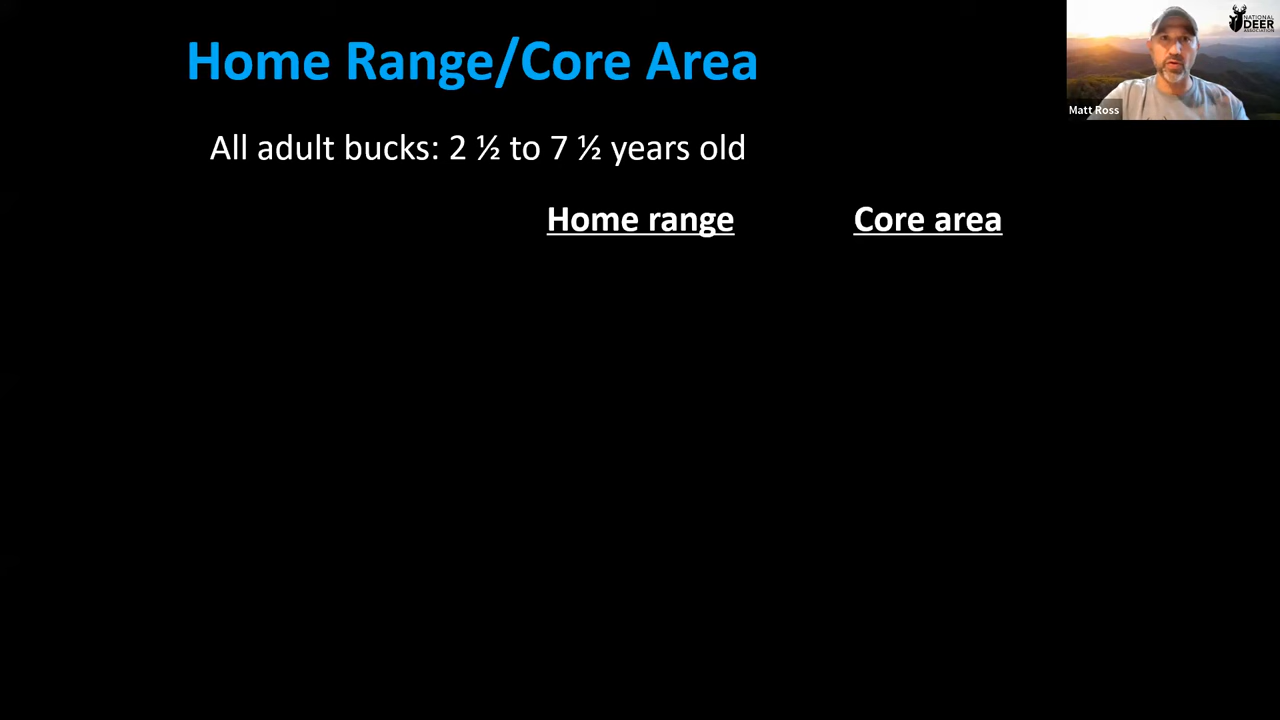 Home Range/Core Area
NATIONAL
DEER
ASSOCIATION
Matt Ross
All adult bucks: 2 ½ to 7 ½ years old
Home range Core area